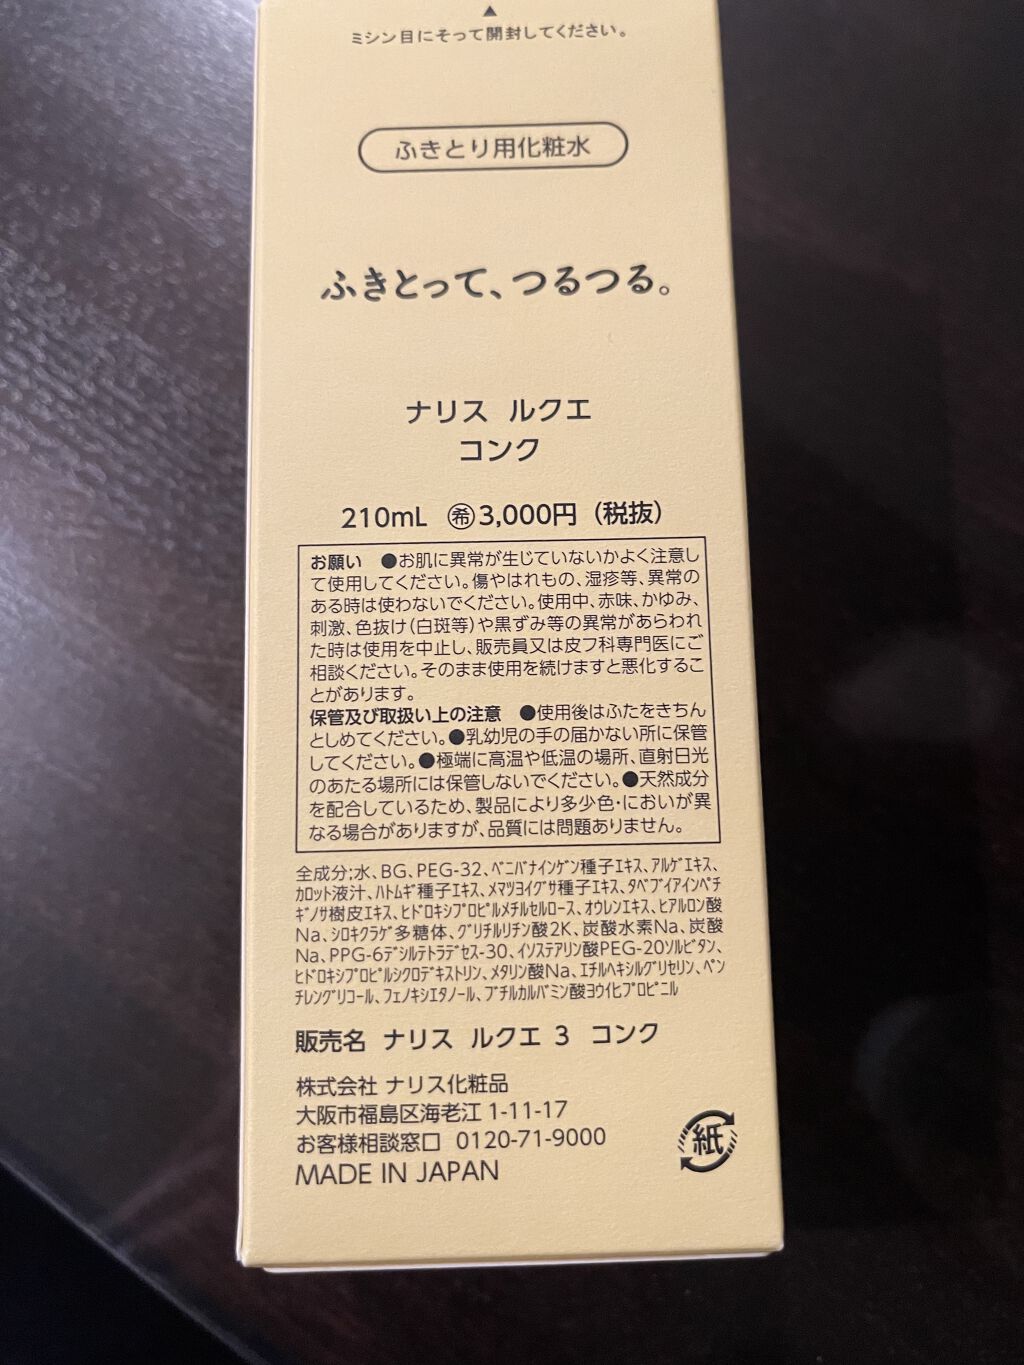 ミシン目にそって開封してください。
ふきとり用化粧水
ふきとって、つるつる。
ナリス ルクエ
コンク
210mL ㊘3,000円（税抜）
お願い ●お肌に異常が生じていないかよく注意し
て使用してください。傷やはれもの、湿疹等、異常の
ある時は使わないでください。使用中、赤味、かゆみ、
刺激、色抜け（白斑等）や黒ずみ等の異常があらわれ
た時は使用を中止し、販売員又は皮フ科専門医にご
相談ください。そのまま使用を続けますと悪化するこ
とがあります。
保管及び取扱い上の注意 ●使用後はふたをきちん
としめてください。●乳幼児の手の届かない所に保管
してください。●極端に高温や低温の場所、直射日光
のあたる場所には保管しないでください。●天然成分
を配合しているため、製品により多少色・においが異
なる場合がありますが、品質には問題ありません。
全成分;水、BG、PEG-32、ﾍﾞﾆﾊﾞﾅｲﾝｹﾞﾝ種子ｴｷｽ、ｱﾙｹﾞｴｷｽ、
ｶﾛｯﾄ液汁、ﾊﾄﾑｷﾞ種子ｴｷｽ、ﾒﾏﾂﾖｲｸﾞｻ種子ｴｷｽ、ﾀﾍﾞﾌﾞｲｱｲﾝﾍﾟﾁ
ｷﾞﾉｻ樹皮ｴｷｽ、ﾋﾄﾞﾛｷｼﾌﾟﾛﾋﾟﾙﾒﾁﾙｾﾙﾛｰｽ、ｵｳﾚﾝｴｷｽ、ﾋｱﾙﾛﾝ酸
Na、ｼﾛｷｸﾗｹﾞ多糖体、ｸﾞﾘﾁﾙﾘﾁﾝ酸2K、炭酸水素Na、炭酸
Na、PPG-6ﾃﾞｼﾙﾃﾄﾗﾃﾞｾｽ-30、ｲｿｽﾃｱﾘﾝ酸PEG-20ｿﾙﾋﾞﾀﾝ、
ﾋﾄﾞﾛｷｼﾌﾟﾛﾋﾟﾙｼｸﾛﾃﾞｷｽﾄﾘﾝ、ﾒﾀﾘﾝ酸Na、ｴﾁﾙﾍｷｼﾙｸﾞﾘｾﾘﾝ、ﾍﾟﾝ
ﾁﾚﾝｸﾞﾘｺｰﾙ、ﾌｪﾉｷｼｴﾀﾉｰﾙ、ﾌﾞﾁﾙｶﾙﾊﾞﾐﾝ酸ﾖｳ化ﾌﾟﾛﾋﾟﾆﾙ
販売名 ナリス ルクエ 3 コンク
株式会社 ナリス化粧品
大阪市福島区海老江 1-11-17
お客様相談窓口 0120-71-9000
MADE IN JAPAN
紙